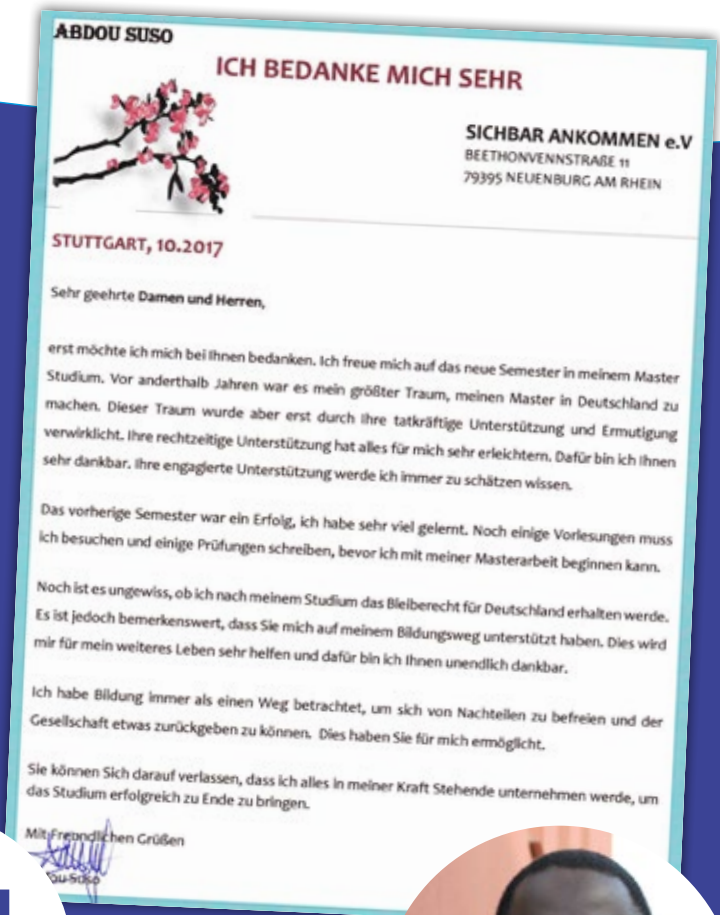 ABDOU SUSO
ICH BEDANKE MICH SEHR
SICHBAR ANKOMMEN e.V
BEETHONVENNSTRAßE 11
79395 NEUENBURG AM RHEIN
STUTTGART, 10.2017
Sehr geehrte Damen und Herren,
erst möchte ich mich bei Ihnen bedanken. Ich freue mich auf das neue Semester in meinem Master
Studium. Vor anderthalb Jahren war es mein größter Traum, meinen Master in Deutschland zu
machen. Dieser Traum wurde aber erst durch Ihre tatkräftige Unterstützung und Ermutigung
verwirklicht. Ihre rechtzeitige Unterstützung hat alles für mich sehr erleichtern. Dafür bin ich Ihnen
sehr dankbar. Ihre engagierte Unterstützung werde ich immer zu schätzen wissen.
Das vorherige Semester war ein Erfolg, ich habe sehr viel gelernt. Noch einige Vorlesungen muss
ich besuchen und einige Prüfungen schreiben, bevor ich mit meiner Masterarbeit beginnen kann.
Noch ist es ungewiss, ob ich nach meinem Studium das Bleiberecht für Deutschland erhalten werde.
Es ist jedoch bemerkenswert, dass Sie mich auf meinem Bildungsweg unterstützt haben. Dies wird
mir für mein weiteres Leben sehr helfen und dafür bin ich Ihnen unendlich dankbar.
Ich habe Bildung immer als einen Weg betrachtet, um sich von Nachteilen zu befreien und der
Gesellschaft etwas zurückgeben zu können. Dies haben Sie für mich ermöglicht.
Sie können Sich darauf verlassen, dass ich alles in meiner Kraft Stehende unternehmen werde, um
das Studium erfolgreich zu Ende zu bringen.
Mit Freondlichen Grüßen
ou Suso